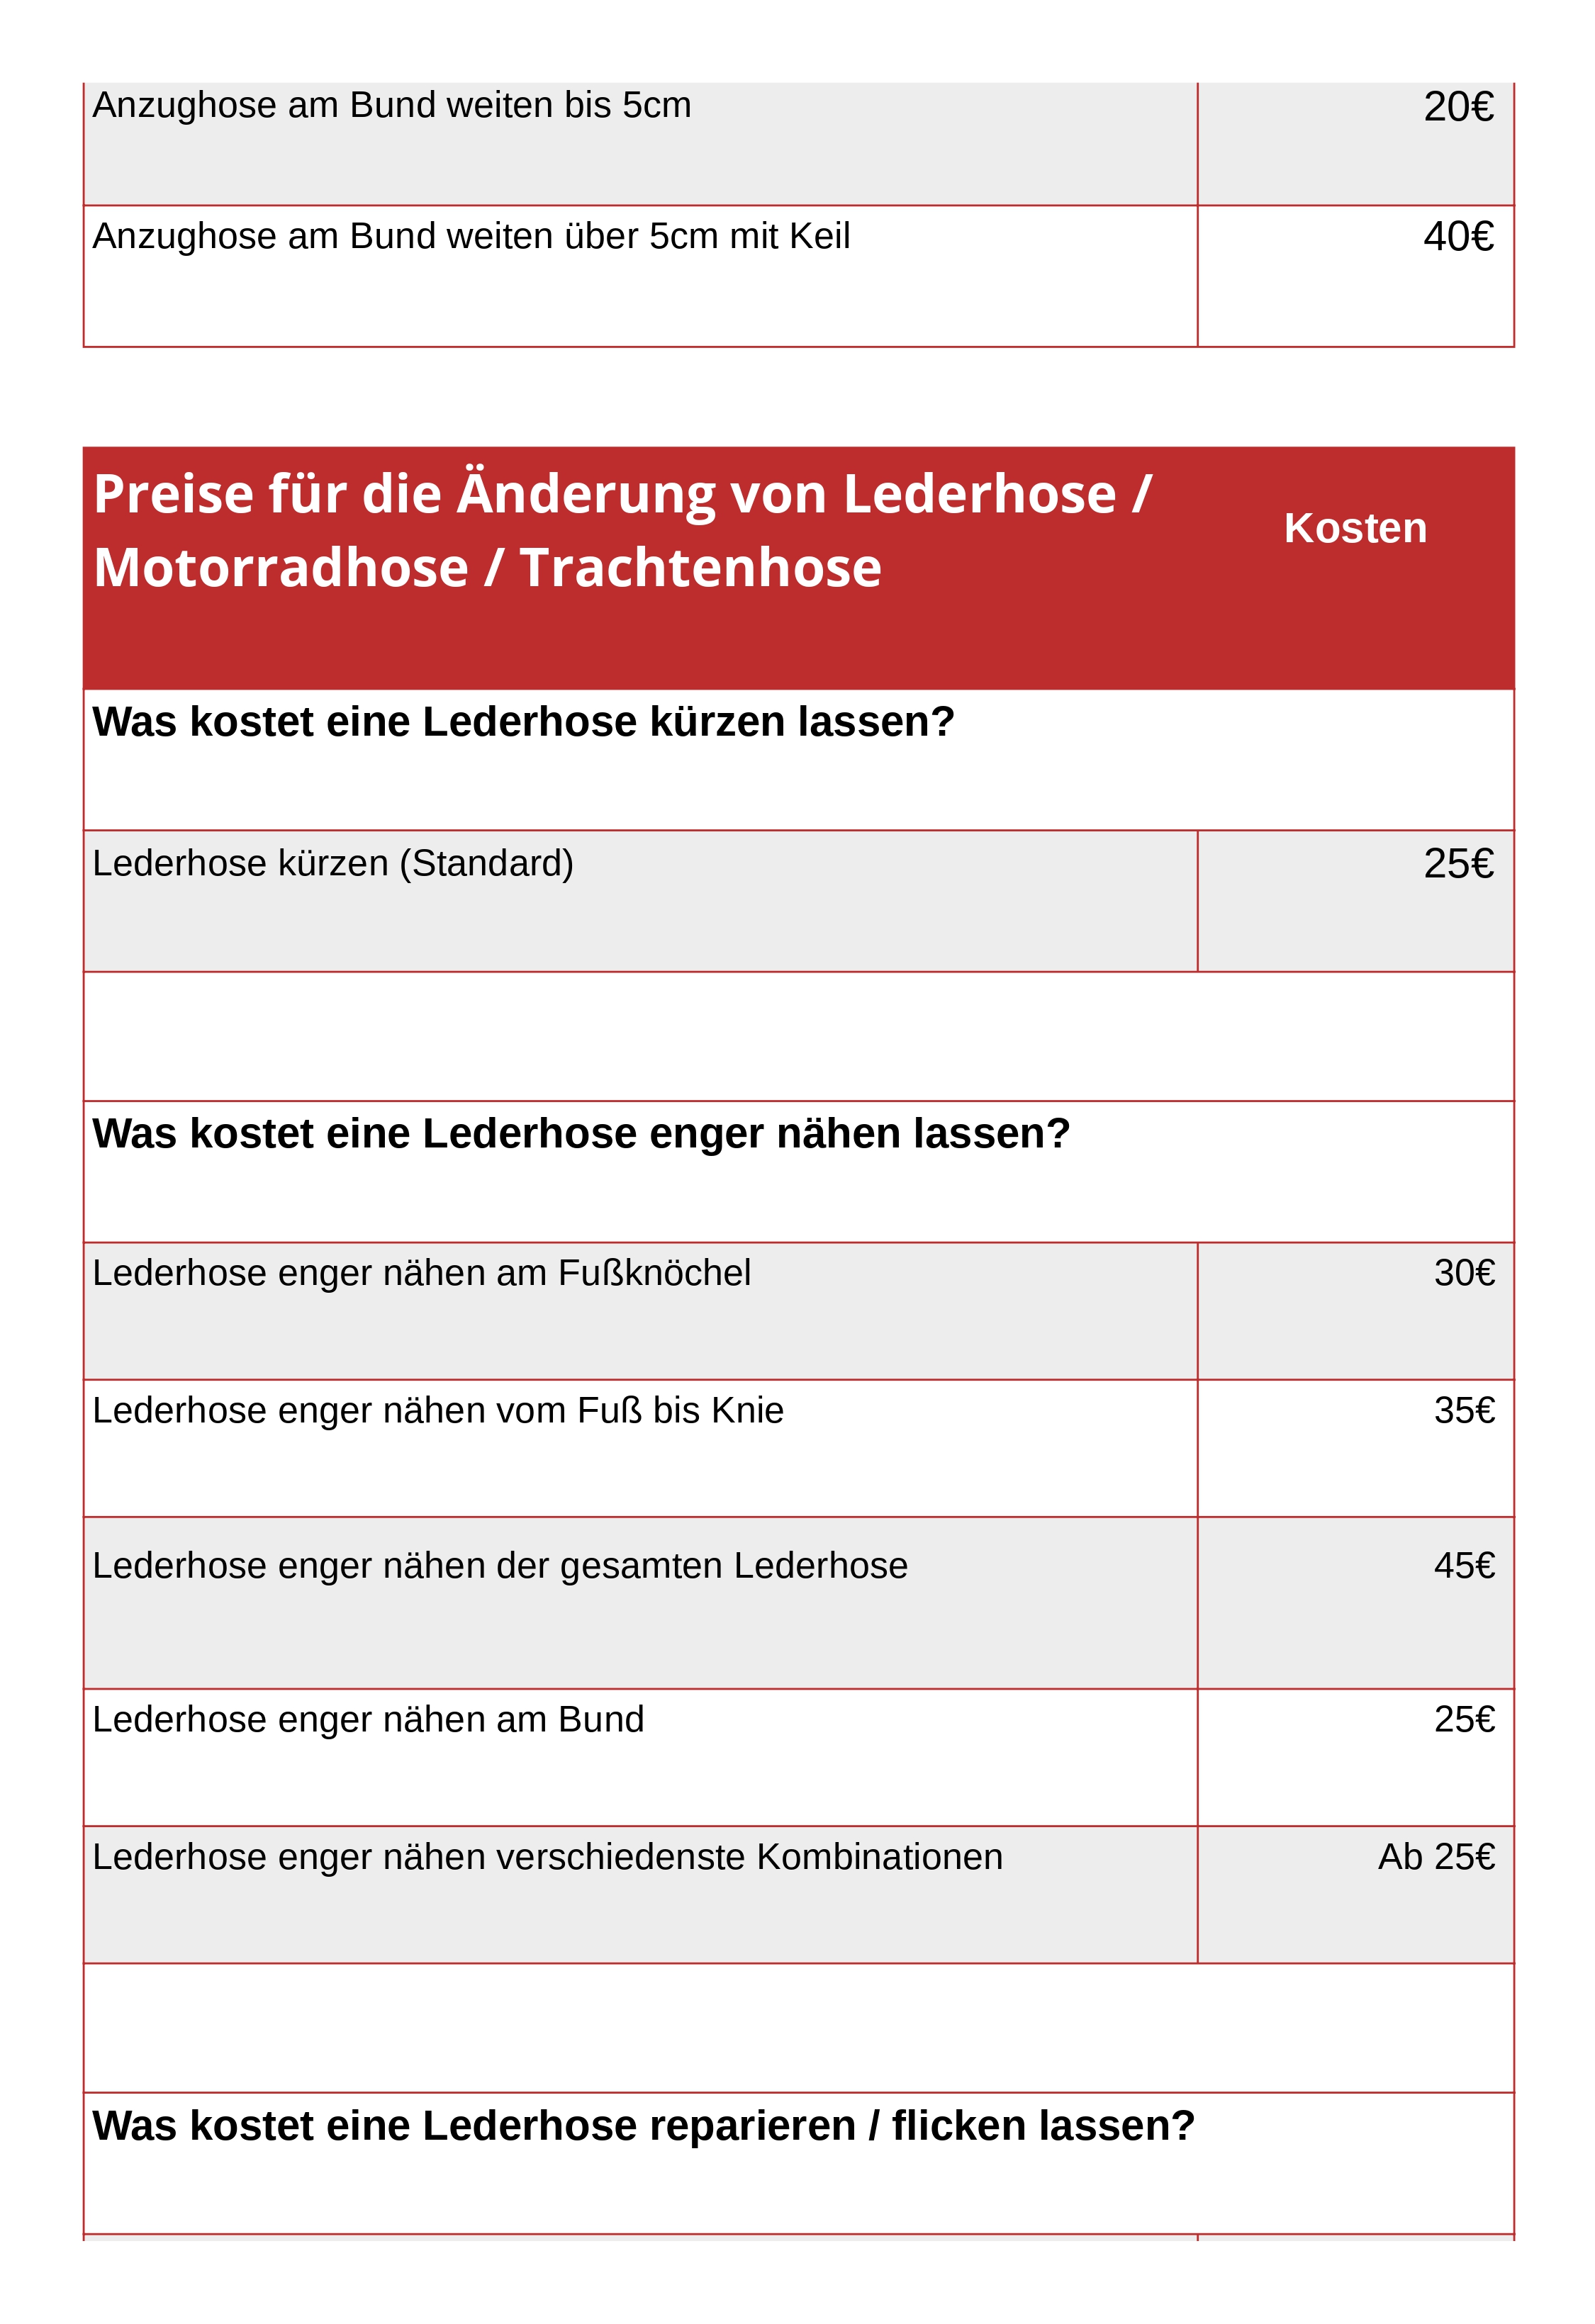 Anzughose am Bund weiten bis 5cm 20€
Anzughose am Bund weiten über 5cm mit Keil 40€
Preise für die Änderung von Lederhose /
Motorradhose / Trachtenhose
Kosten
Was kostet eine Lederhose kürzen lassen?
Lederhose kürzen (Standard) 25€
Was kostet eine Lederhose enger nähen lassen?
Lederhose enger nähen am Fußknöchel 30€
Lederhose enger nähen vom Fuß bis Knie 35€
Lederhose enger nähen der gesamten Lederhose 45€
Lederhose enger nähen am Bund 25€
Lederhose enger nähen verschiedenste Kombinationen Ab 25€
Was kostet eine Lederhose reparieren / flicken lassen?